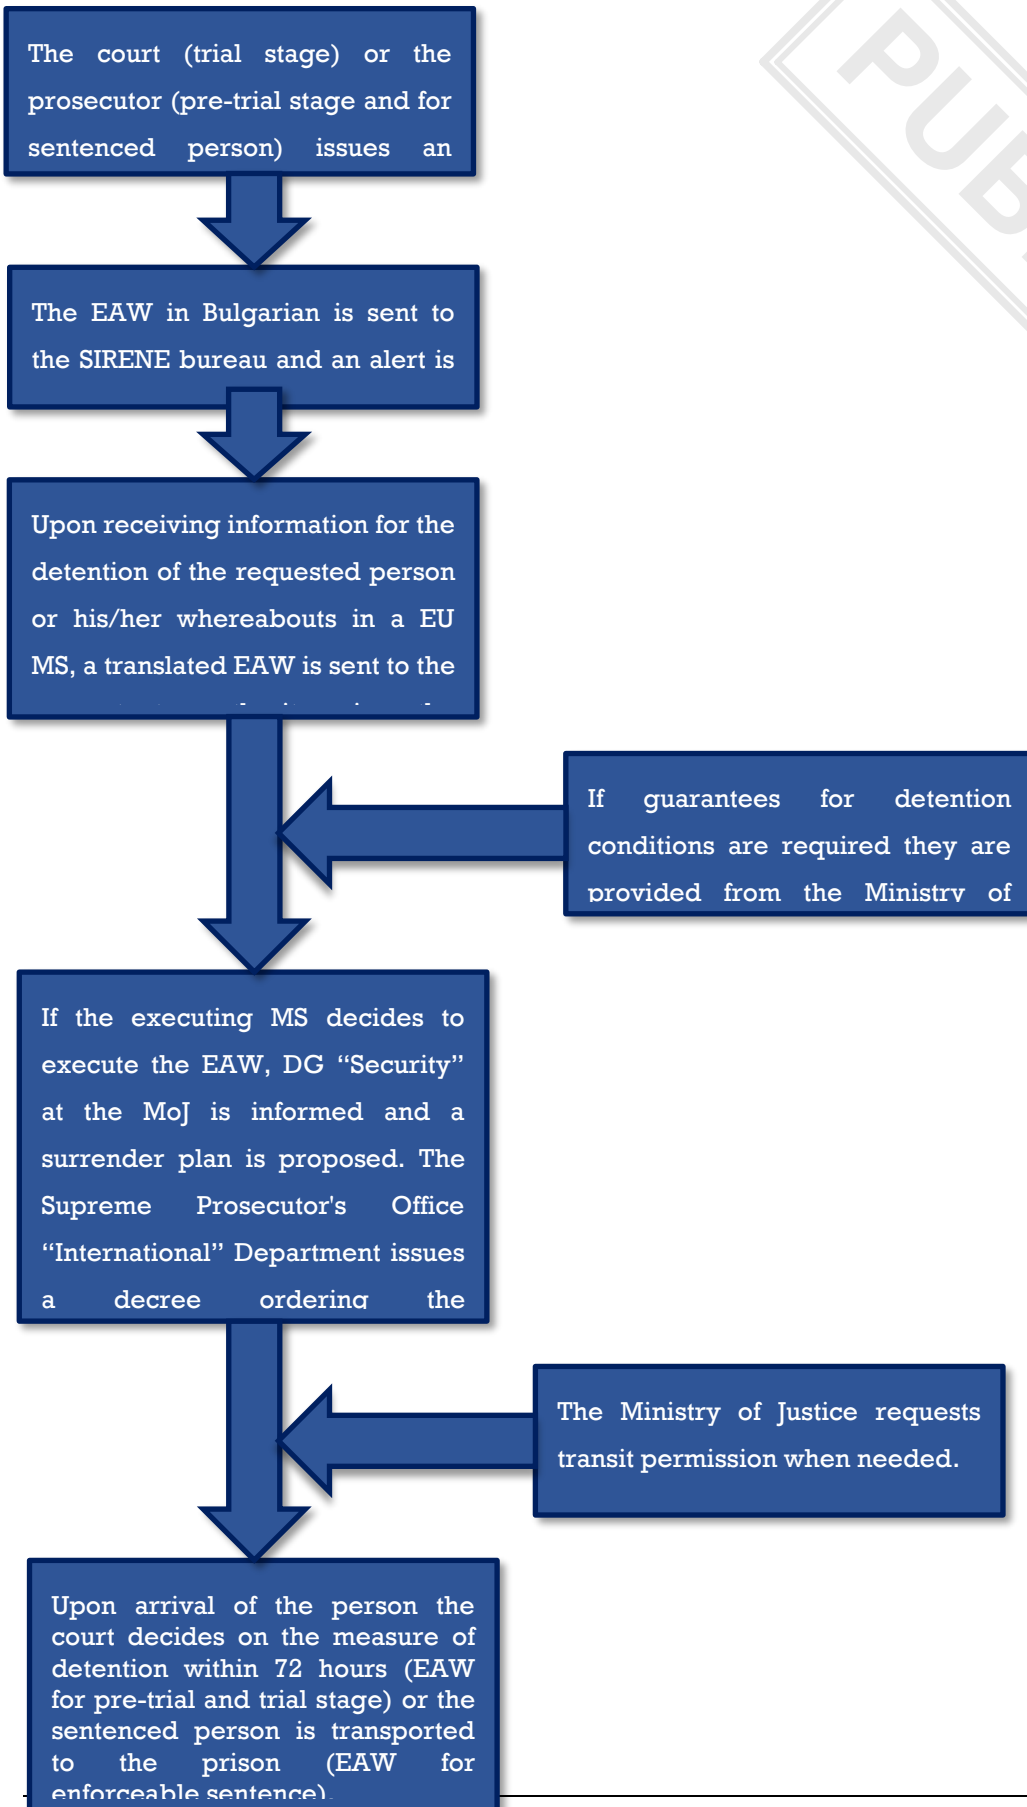 PUB
The court (trial stage) or the
prosecutor (pre-trial stage and for
sentenced person) issues an
The EAW in Bulgarian is sent to
the SIRENE bureau and an alert is
Upon receiving information for the
detention of the requested person
or his/her whereabouts in a EU
MS, a translated EAW is sent to the
If guarantees for detention
conditions are required they are
provided from the Ministry of
If the executing MS decides to
execute the EAW, DG “Security”
at the MoJ is informed and a
surrender plan is proposed. The
Supreme Prosecutor's Office
“International” Department issues
a decree ordering the
The Ministry of Justice requests
transit permission when needed.
Upon arrival of the person the
court decides on the measure of
detention within 72 hours (EAW
for pre-trial and trial stage) or the
sentenced person is transported
to the prison (EAW for
enforceable sentence).